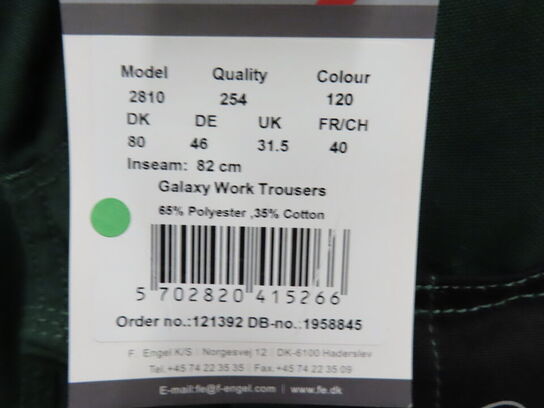 Model Quality Colour
2810 254 120
DK DE UK FR/CH
80 46 31.5 40
Inseam: 82 cm
Galaxy Work Trousers
65% Polyester ,35% Cotton
5 702820 415266
Order no.:121392 DB-no.:1958845
F. Engel K/S | Norgesvej 12 | DK-6100 Haderslev
Tel.+45 74 22 35 35 | Fax.+45 74 22 35 09
E-mail:fe@f-engel.com | www.fe.dk